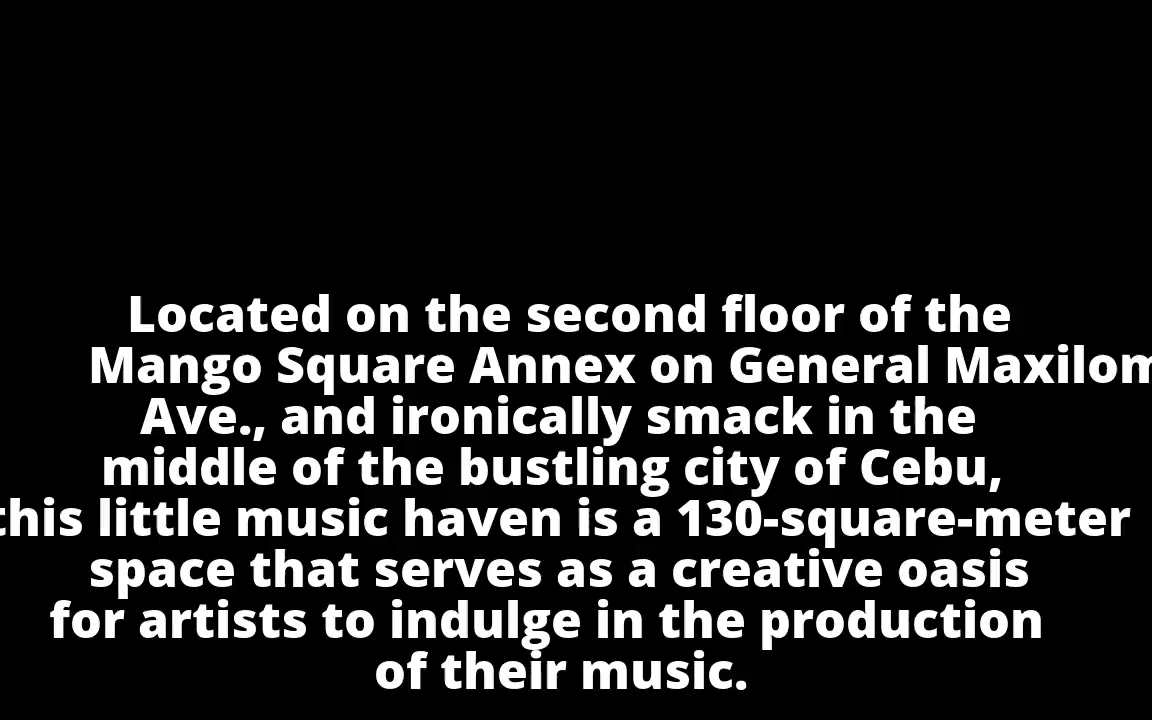 Located on the second floor of the
Mango Square Annex on General Maxilom
Ave., and ironically smack in the
middle of the bustling city of Cebu,
this little music haven is a 130-square-meter
space that serves as a creative oasis
for artists to indulge in the production
of their music.